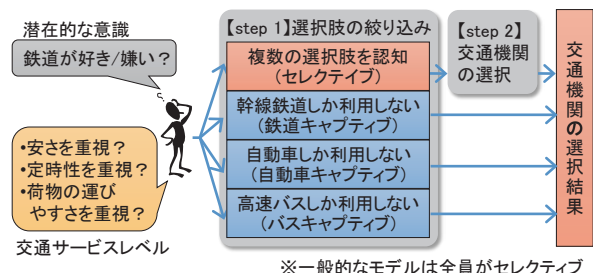 潜在的な意識
鉄道が好き/嫌い？
•安さを重視？
•定時性を重視？
•荷物の運び
やすさを重視？
交通サービスレベル
【step 1】選択肢の絞り込み
複数の選択肢を認知
(セレクテイブ)
幹線鉄道しか利用しない
(鉄道キャプティブ)
自動車しか利用しない
(自動車キャプティブ)
高速バスしか利用しない
(バスキャプティブ)
【step 2】
交通機関
の選択
交通機関の選択結果
※一般的なモデルは全員がセレクティブ